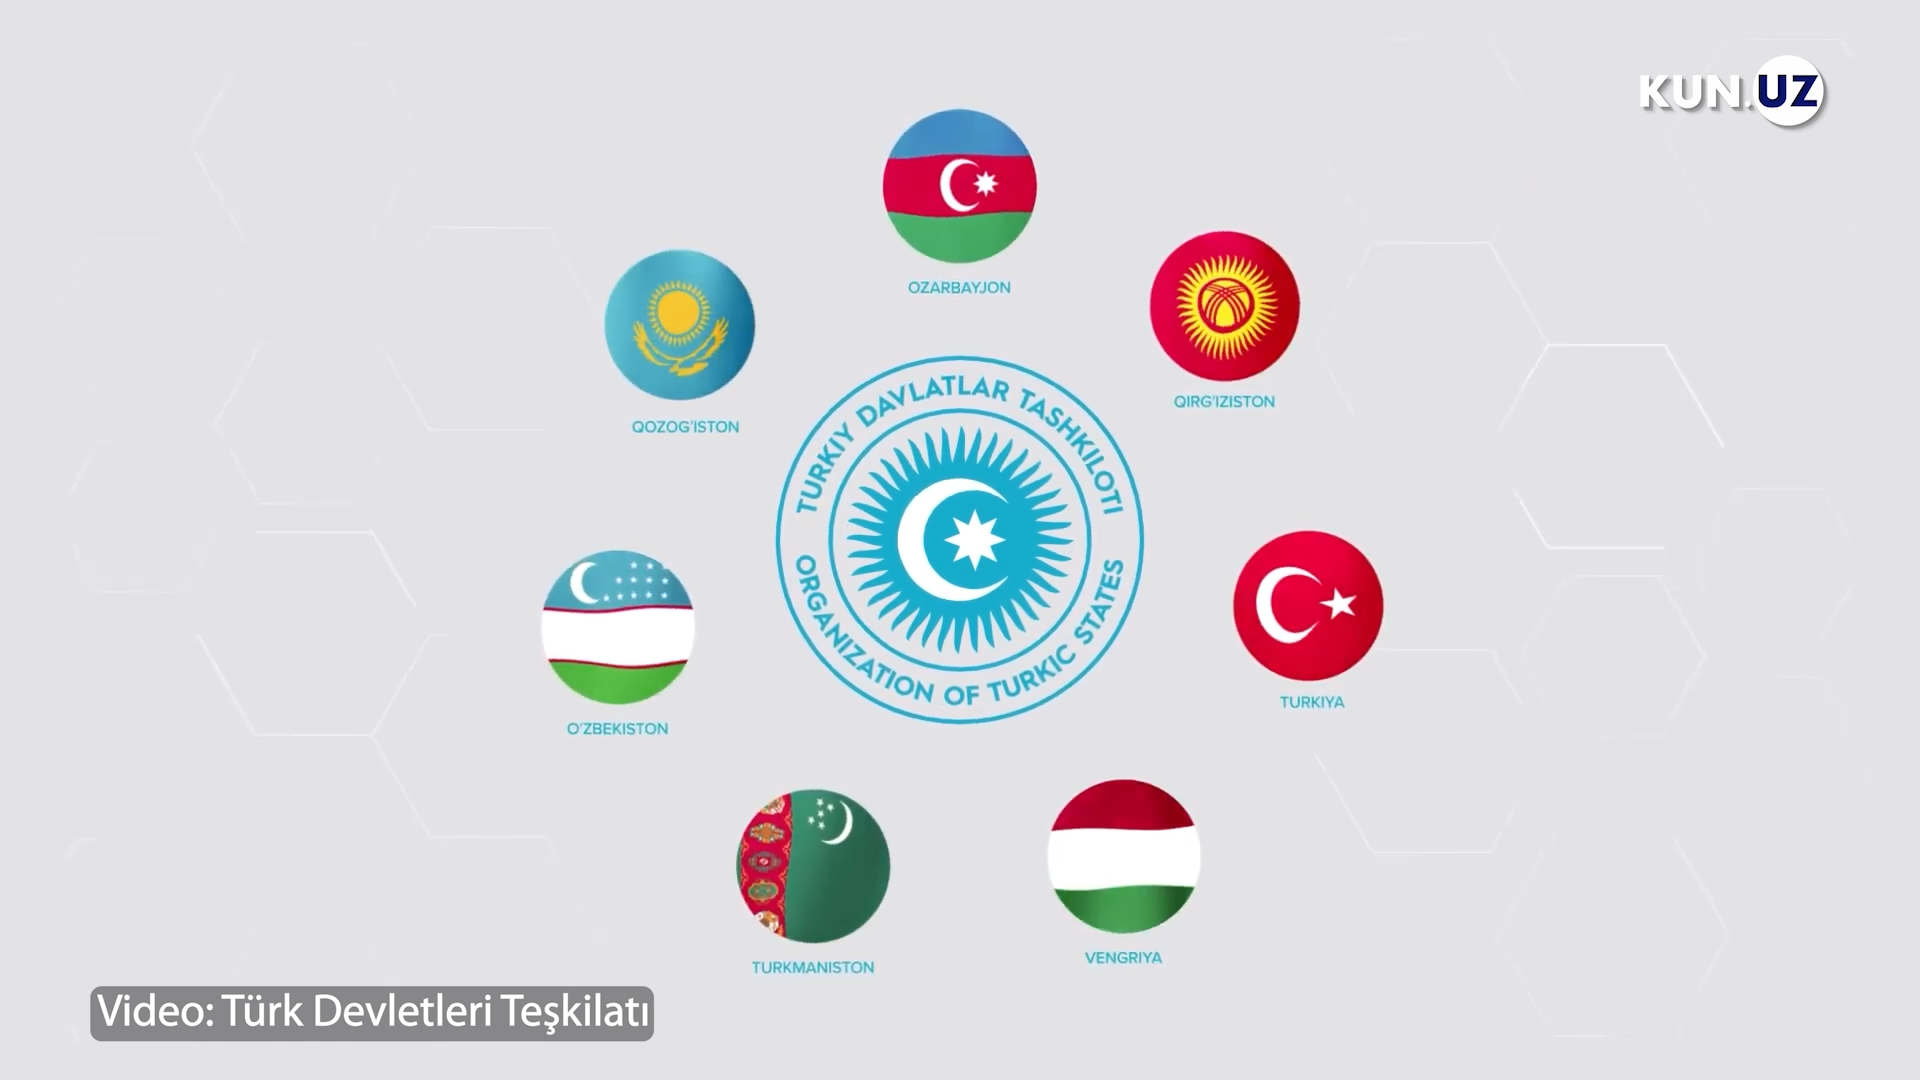 KUN.UZ
OZARBAYJON
QOZOG'ISTON
QIRG'IZISTON
TURKIY DAVLATLAR TASHKILOTI
ORGANIZATION OF TURKIC STATES
O'ZBEKISTON
TURKIYA
TURKMANISTON
VENGRIYA
Video: Türk Devletleri Teşkilatı